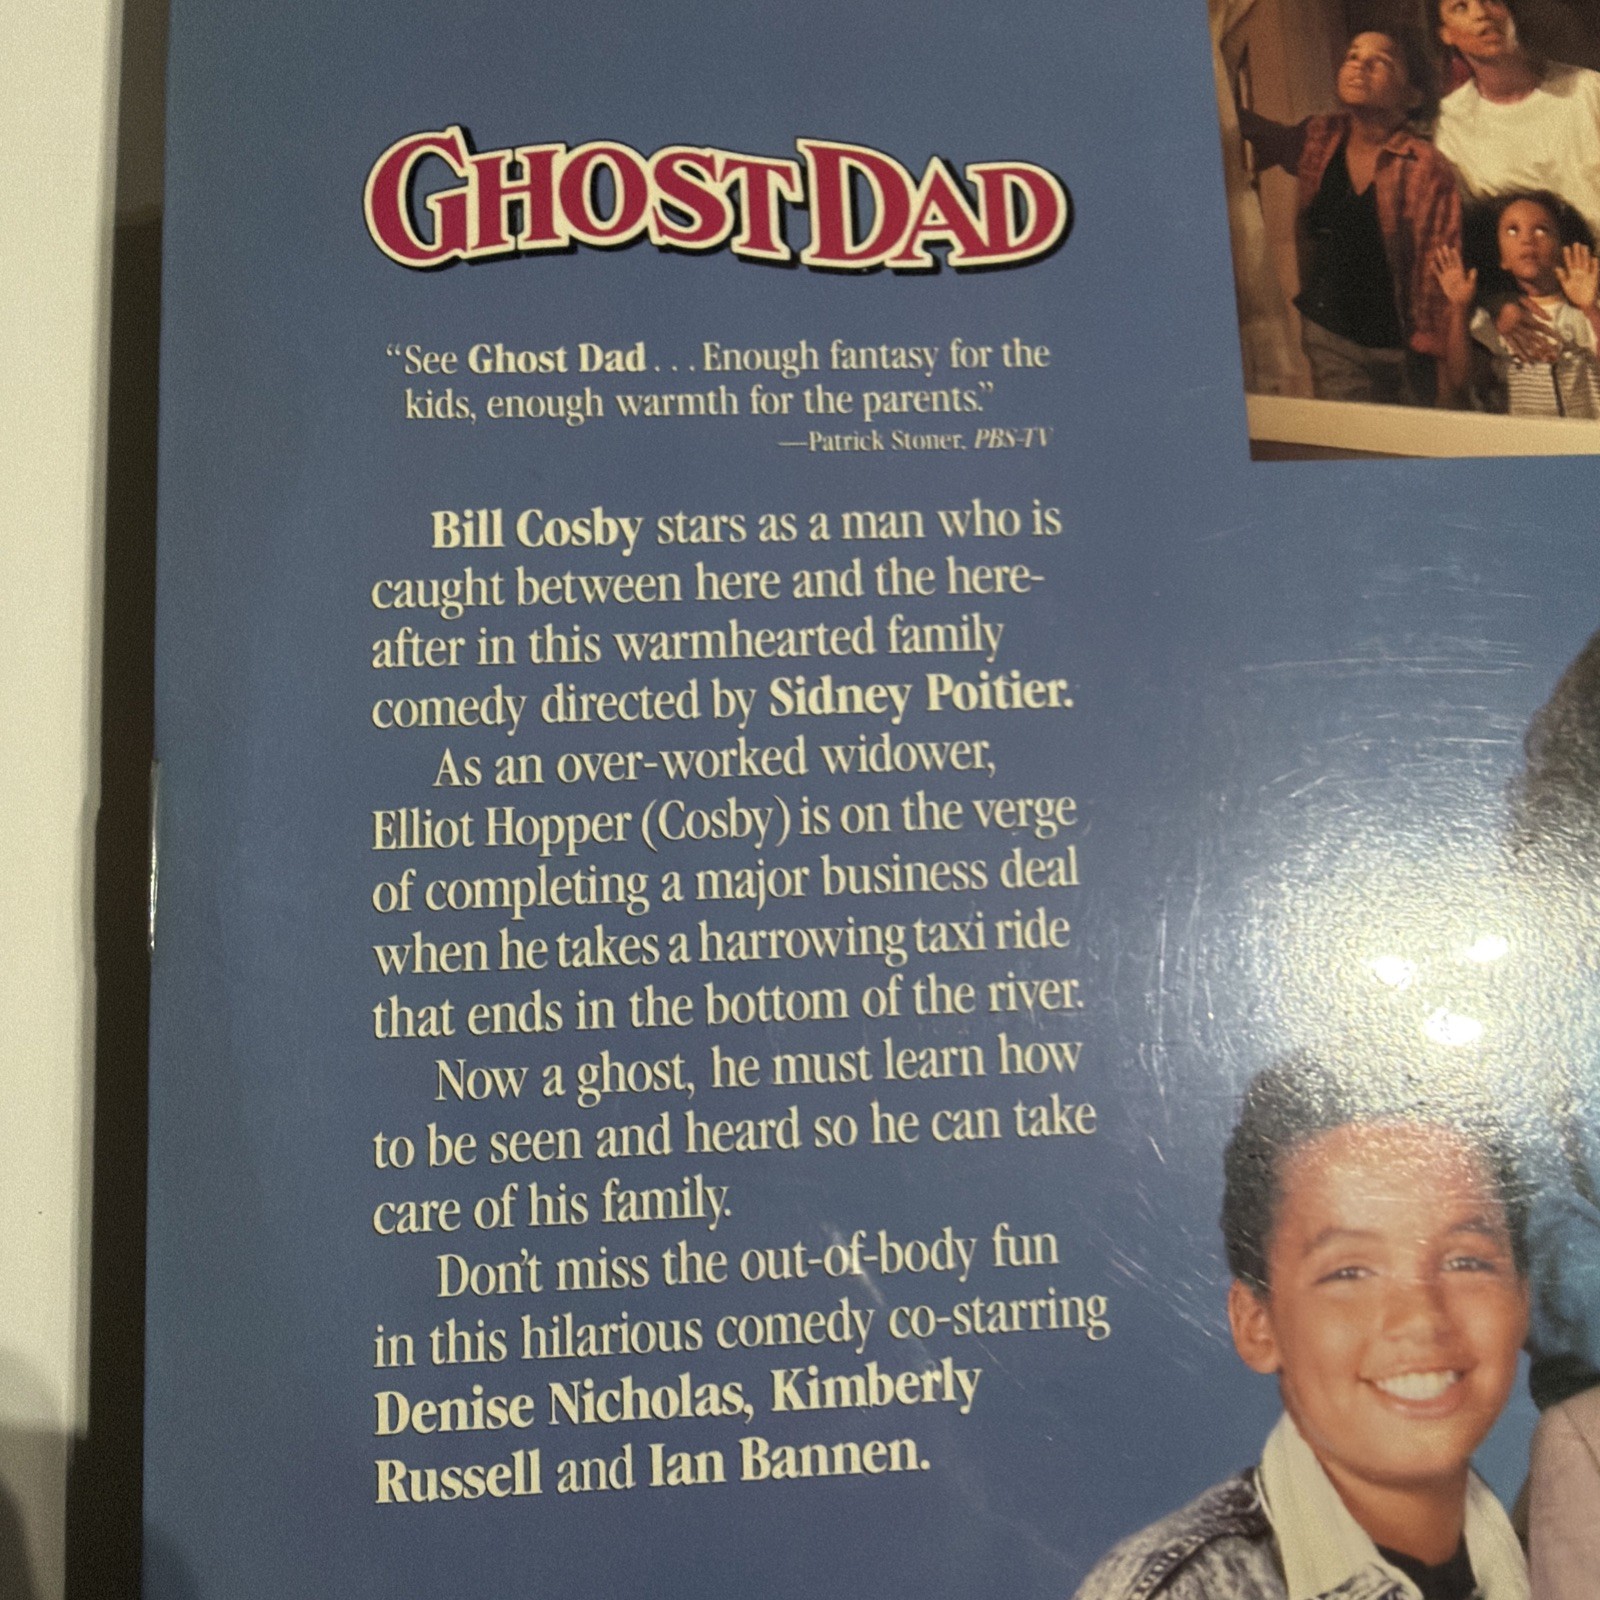 GHOST DAD
“See Ghost Dad . . . Enough fantasy for the
kids, enough warmth for the parents.”
—Patrick Stoner, PBS-TV
Bill Cosby stars as a man who is
caught between here and the here-
after in this warmhearted family
comedy directed by Sidney Poitier.
As an over-worked widower,
Elliot Hopper (Cosby) is on the verge
of completing a major business deal
when he takes a harrowing taxi ride
that ends in the bottom of the river.
Now a ghost, he must learn how
to be seen and heard so he can take
care of his family.
Don’t miss the out-of-body fun
in this hilarious comedy co-starring
Denise Nicholas, Kimberly
Russell and Ian Bannen.